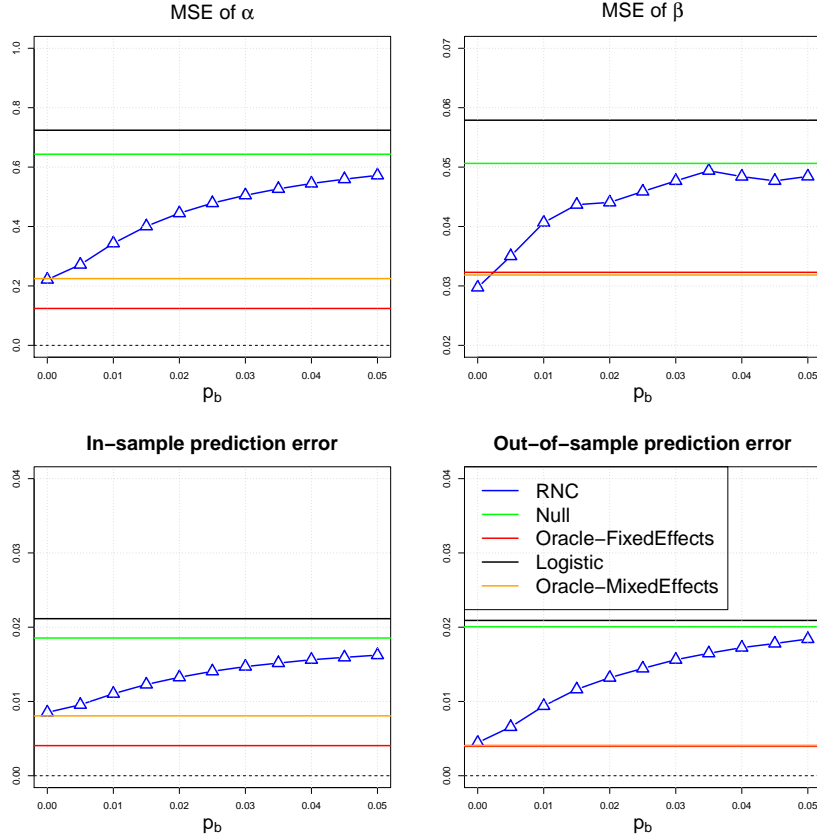 MSE of α
1.0
0.8
0.6
0.4
0.2
0.0
0.00 0.01 0.02 0.03 0.04 0.05
p_b
MSE of β
0.07
0.06
0.05
0.04
0.03
0.02
0.00 0.01 0.02 0.03 0.04 0.05
p_b
In−sample prediction error
0.04
0.03
0.02
0.01
0.00
0.00 0.01 0.02 0.03 0.04 0.05
p_b
Out−of−sample prediction error
0.04
0.03
0.02
0.01
0.00
RNC
Null
Oracle−FixedEffects
Logistic
Oracle−MixedEffects
0.00 0.01 0.02 0.03 0.04 0.05
p_b